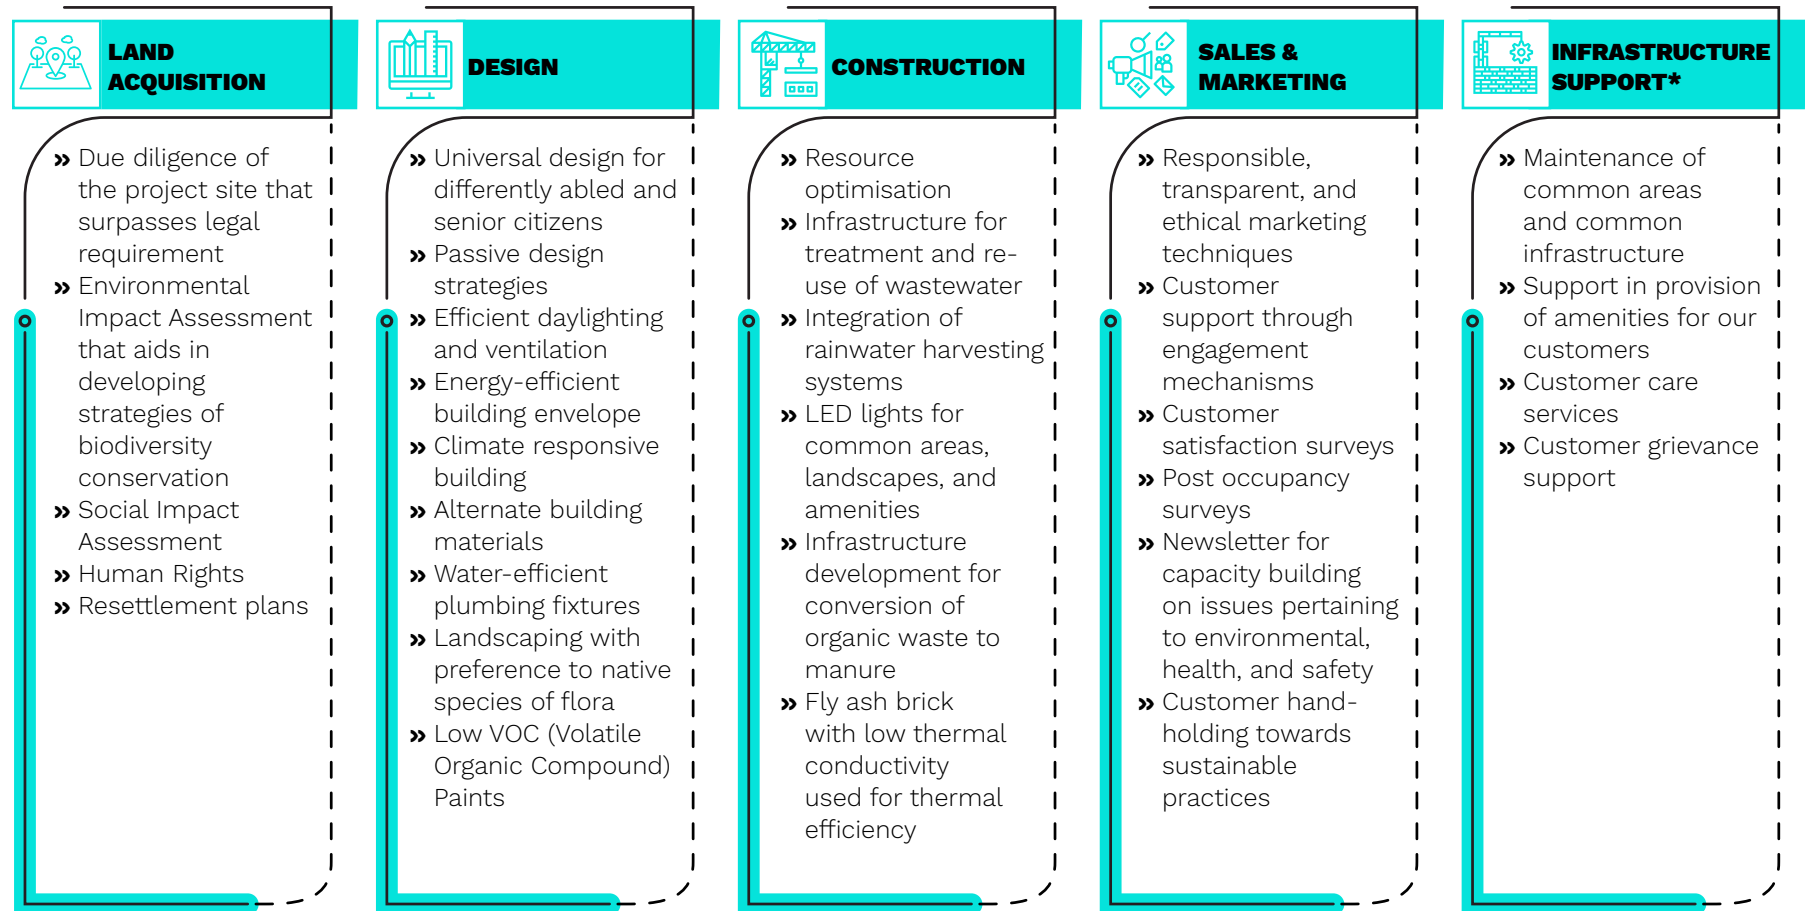 LAND
ACQUISITION
» Due diligence of
the project site that
surpasses legal
requirement
» Environmental
Impact Assessment
that aids in
developing
strategies of
biodiversity
conservation
» Social Impact
Assessment
» Human Rights
» Resettlement plans
DESIGN
» Universal design for
differently abled and
senior citizens
» Passive design
strategies
» Efficient daylighting
and ventilation
» Energy-efficient
building envelope
» Climate responsive
building
» Alternate building
materials
» Water-efficient
plumbing fixtures
» Landscaping with
preference to native
species of flora
» Low VOC (Volatile
Organic Compound)
Paints
CONSTRUCTION
» Resource
optimisation
» Infrastructure for
treatment and re-
use of wastewater
» Integration of
rainwater harvesting
systems
» LED lights for
common areas,
landscapes, and
amenities
» Infrastructure
development for
conversion of
organic waste to
manure
» Fly ash brick
with low thermal
conductivity
used for thermal
efficiency
SALES &
MARKETING
» Responsible,
transparent, and
ethical marketing
techniques
» Customer
support through
engagement
mechanisms
» Customer
satisfaction surveys
» Post occupancy
surveys
» Newsletter for
capacity building
on issues pertaining
to environmental,
health, and safety
» Customer hand-
holding towards
sustainable
practices
INFRASTRUCTURE
SUPPORT*
» Maintenance of
common areas
and common
infrastructure
» Support in provision
of amenities for our
customers
» Customer care
services
» Customer grievance
support